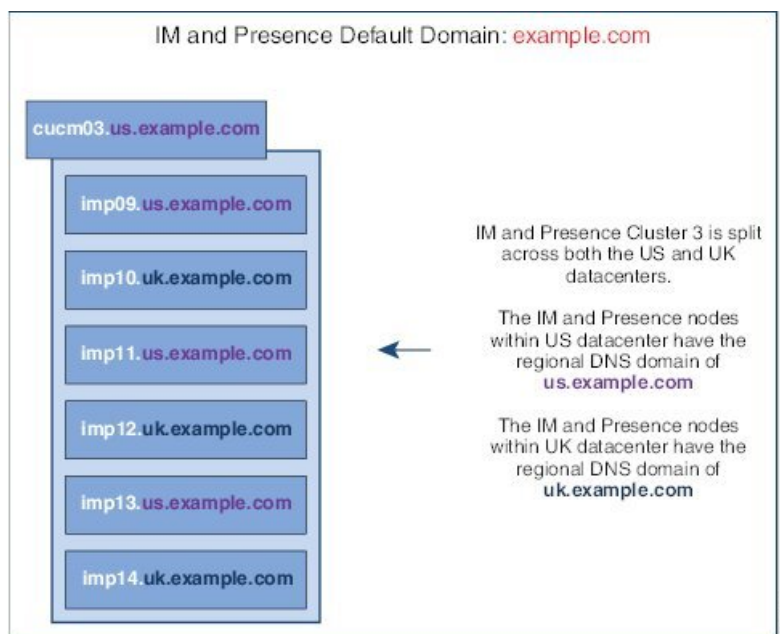 IM and Presence Default Domain: example.com
cucm03.us.example.com
imp09.us.example.com
imp10.uk.example.com
imp11.us.example.com
imp12.uk.example.com
imp13.us.example.com
imp14.uk.example.com
IM and Presence Cluster 3 is split
across both the US and UK
datacenters.
The IM and Presence nodes
within US datacenter have the
regional DNS domain of
us.example.com
The IM and Presence nodes
within UK datacenter have the
regional DNS domain of
uk.example.com